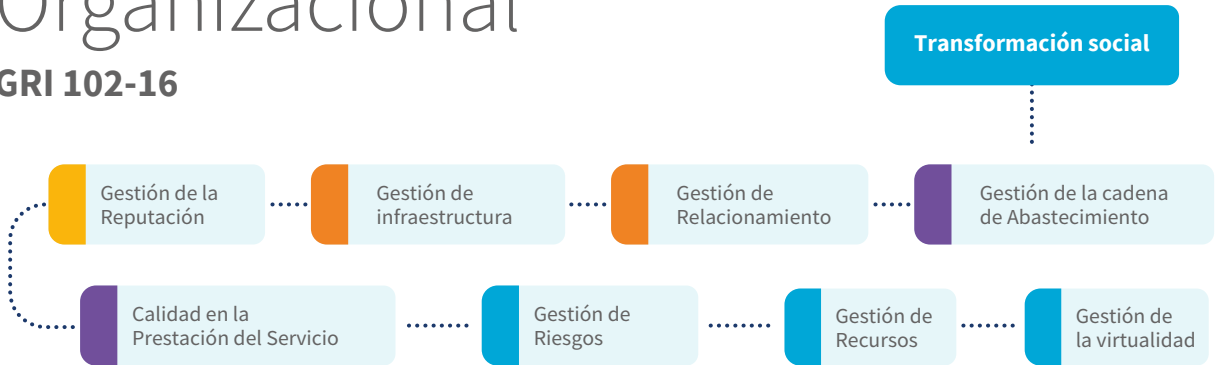 Organizacional
GRI 102-16
Transformación social
Gestión de la
Reputación
Gestión de
infraestructura
Gestión de
Relacionamiento
Gestión de la cadena
de Abastecimiento
Calidad en la
Prestación del Servicio
Gestión de
Riesgos
Gestión de
Recursos
Gestión de
la virtualidad